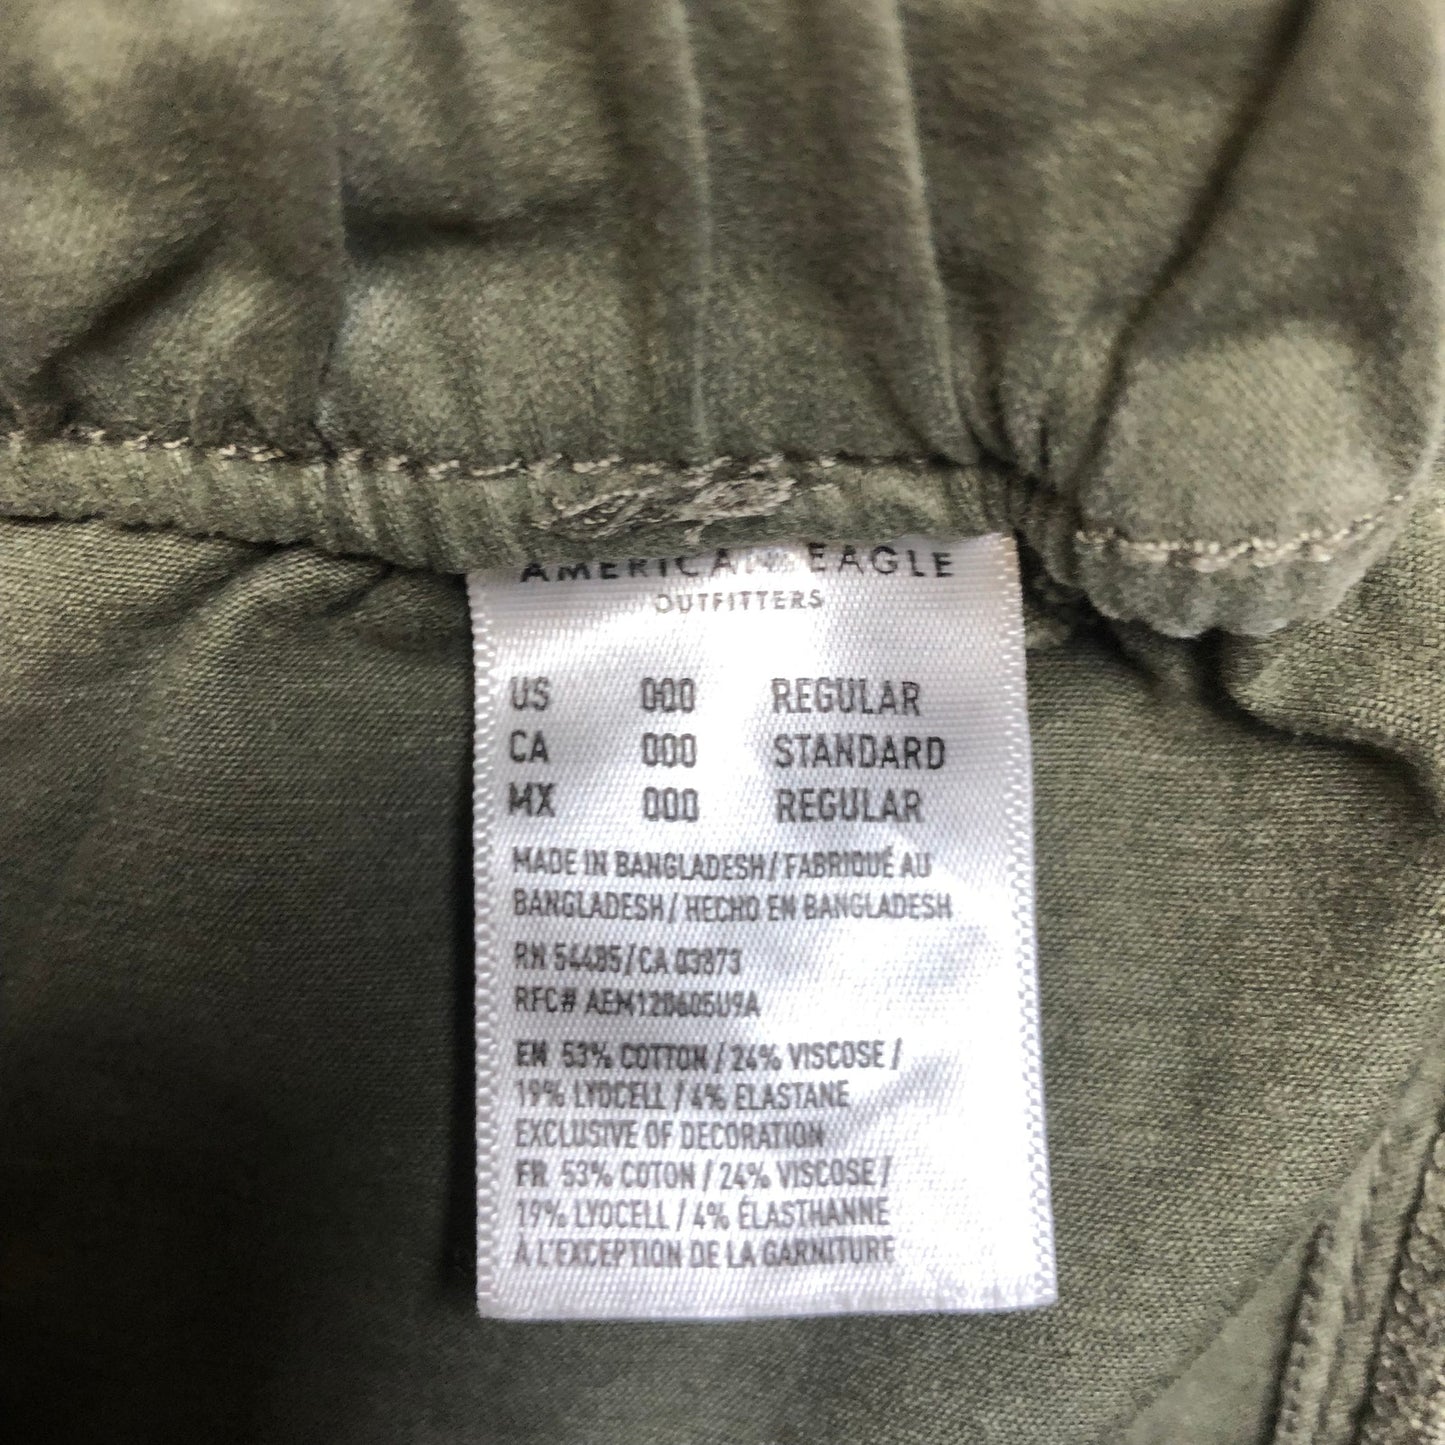 AMERICAN EAGLE
OUTFITTERS
US 000 REGULAR
CA 000 STANDARD
MX 000 REGULAR
MADE IN BANGLADESH / FABRIQUÉ AU
BANGLADESH / HECHO EN BANGLADESH
RN 54485 / CA 03873
RFC# AEM120605U9A
EN 53% COTTON / 24% VISCOSE /
19% LYOCELL / 4% ELASTANE
EXCLUSIVE OF DECORATION
FR 53% COTON / 24% VISCOSE /
19% LYOCELL / 4% ÉLASTHANNE
À L'EXCEPTION DE LA GARNITURE